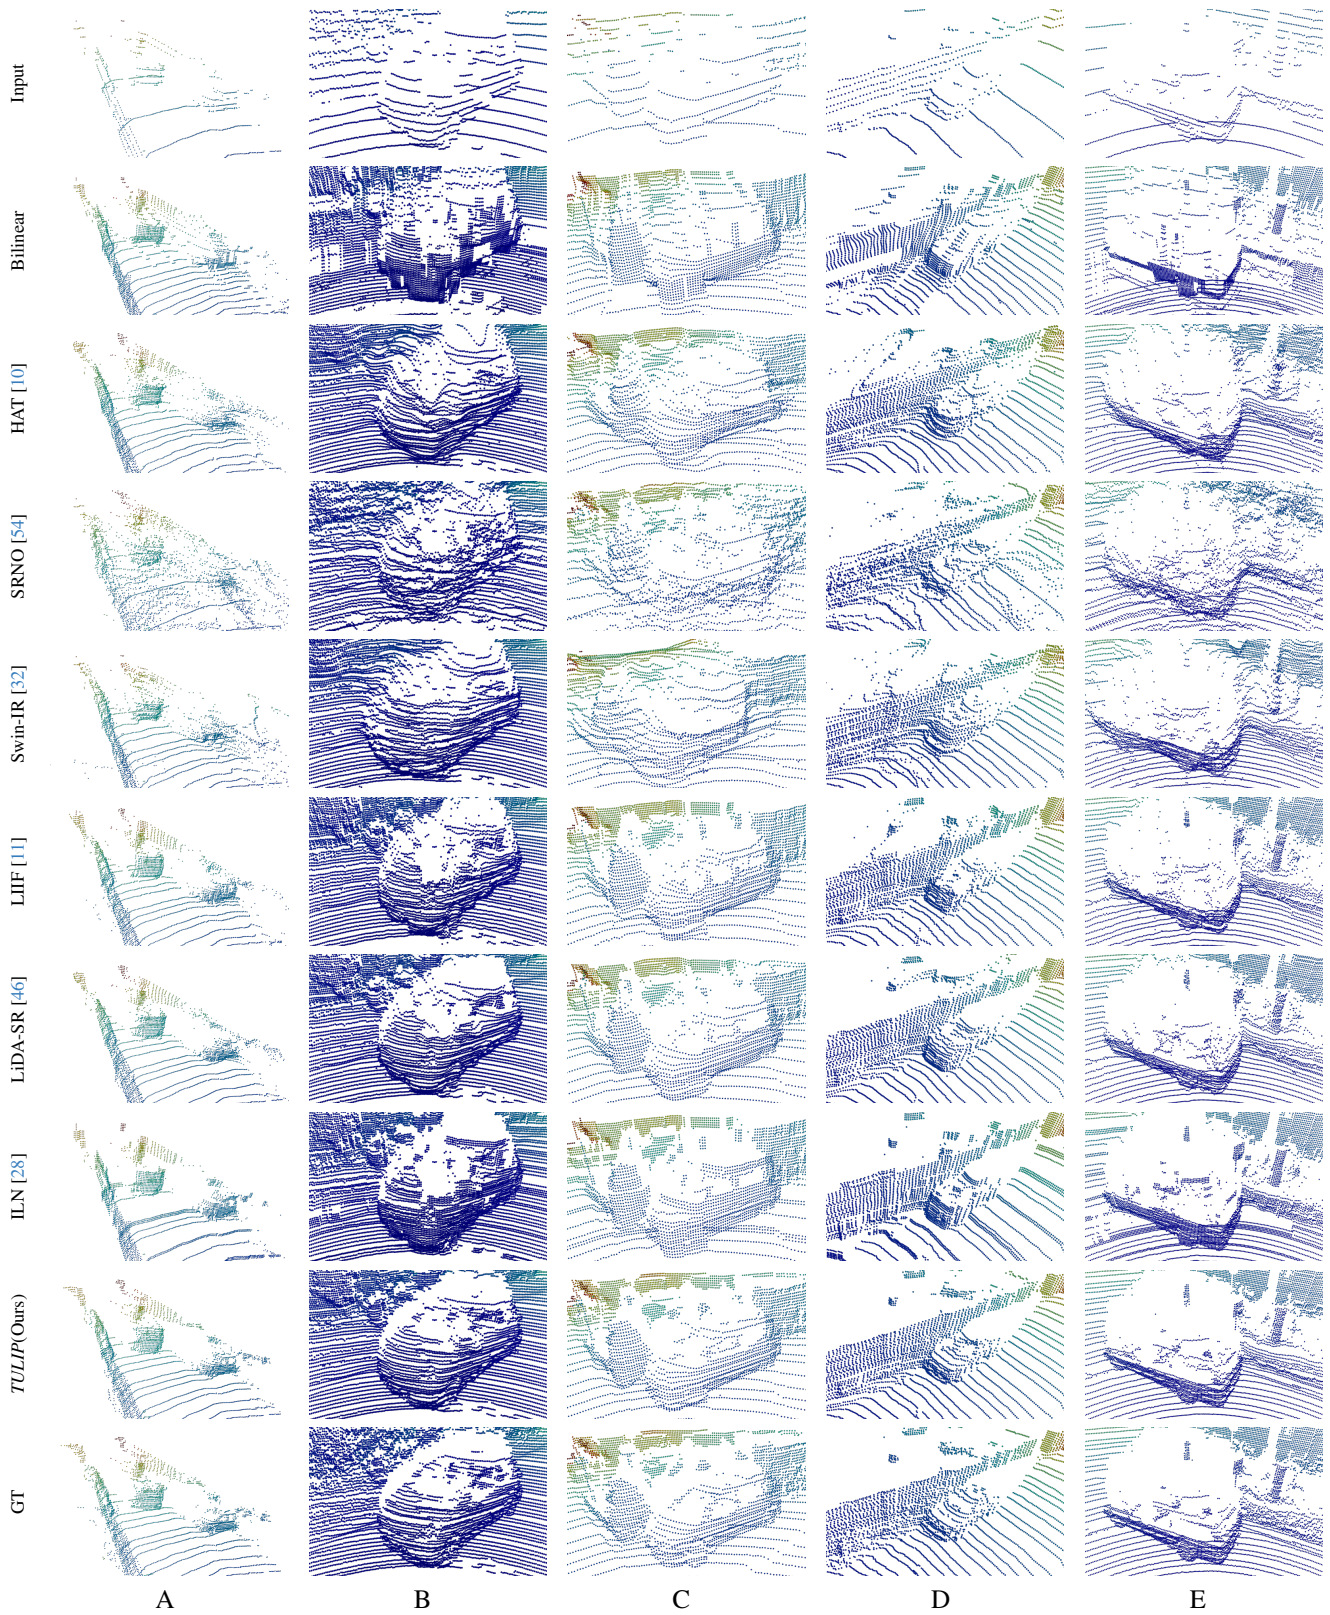 Input
Bilinear
HAT [10]
SRNO [54]
Swin-IR [32]
LIIF [11]
LiDA-SR [46]
ILN [28]
TULIP(Ours)
GT
A B C D E